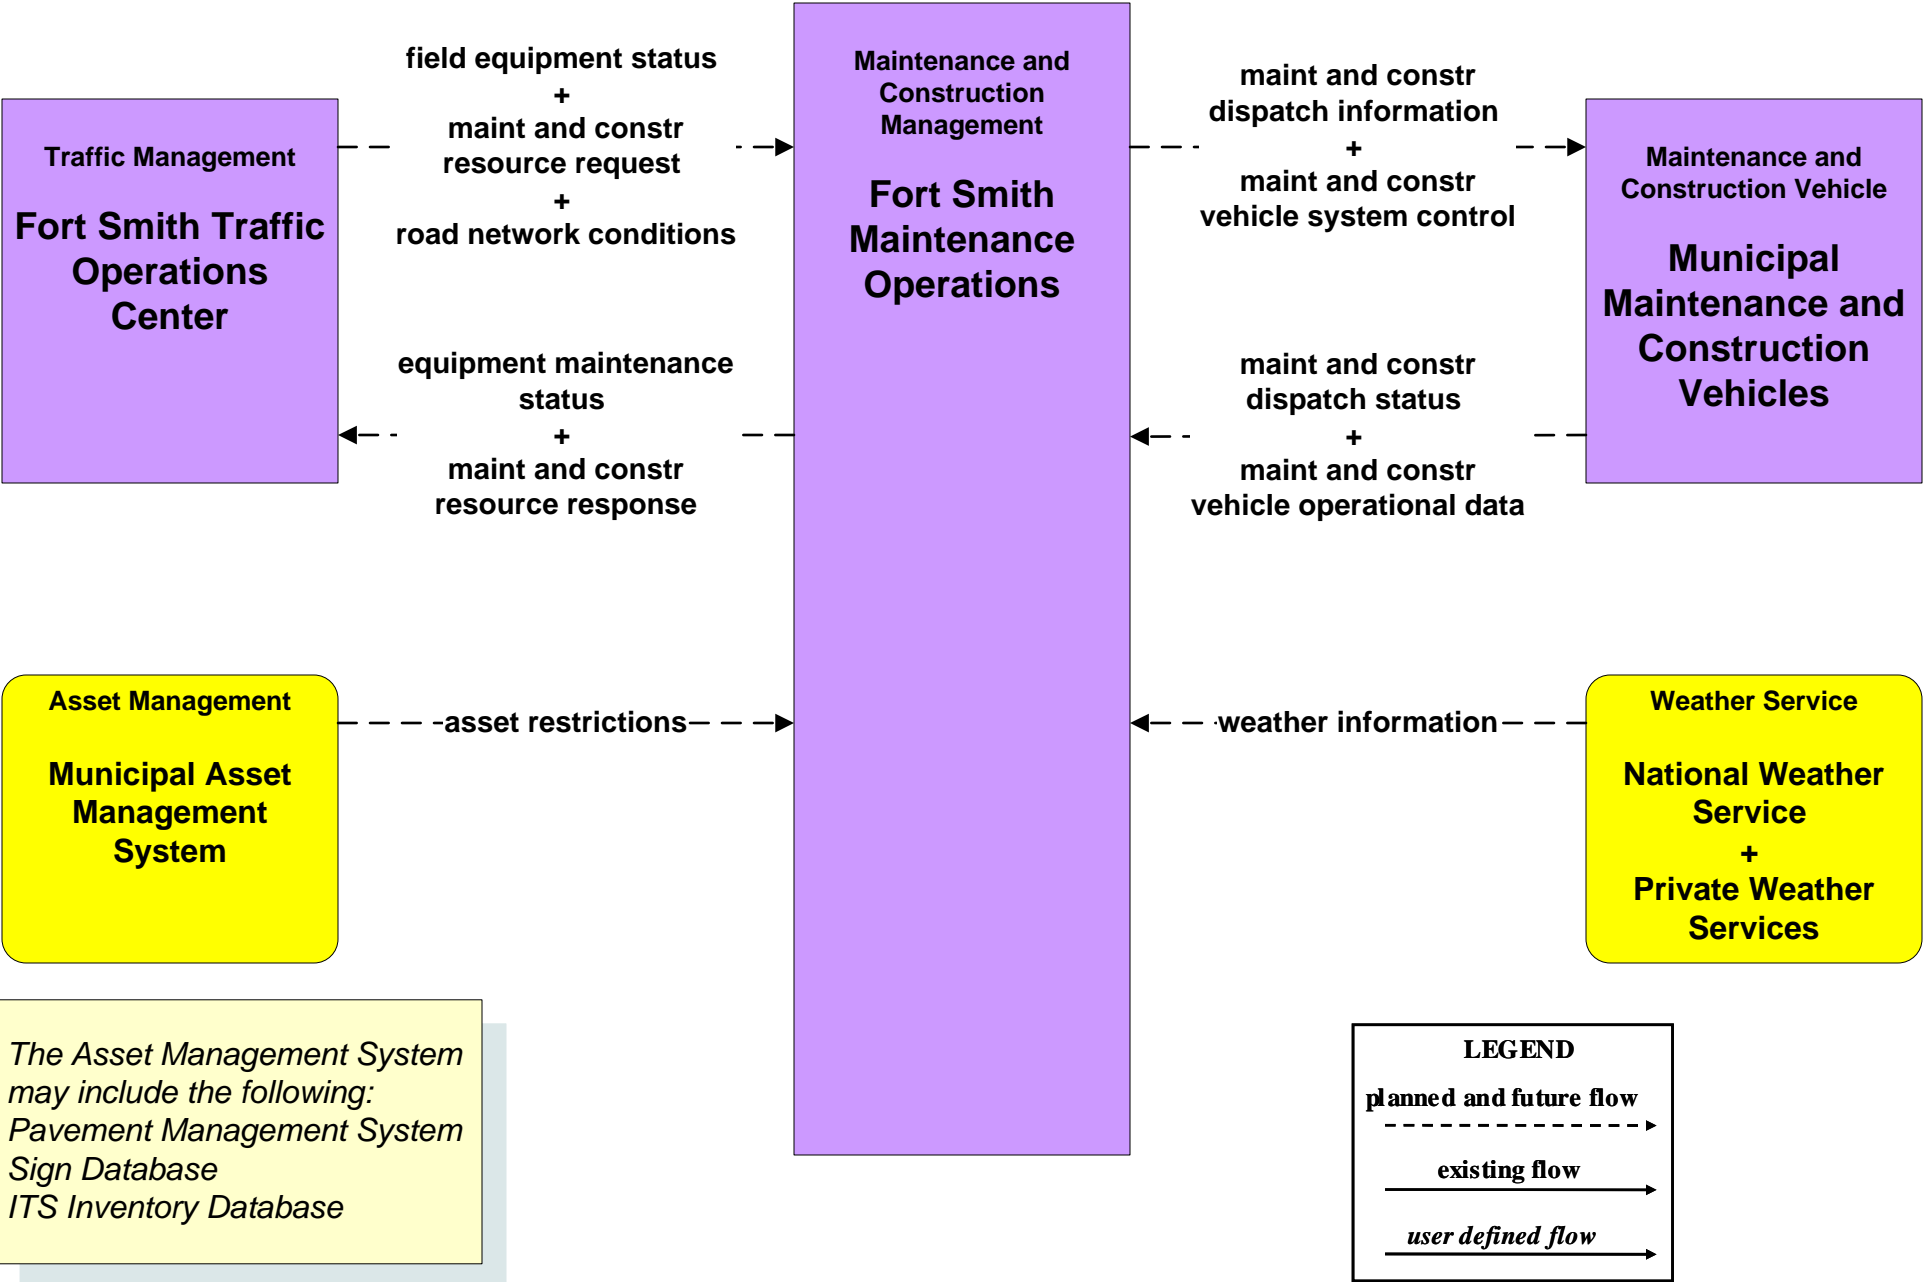 Traffic Management
Fort Smith Traffic
Operations
Center
field equipment status
+
maint and constr
resource request
+
road network conditions
equipment maintenance
status
+
maint and constr
resource response
Maintenance and
Construction
Management
Fort Smith
Maintenance
Operations
maint and constr
dispatch information
+
maint and constr
vehicle system control
maint and constr
dispatch status
+
maint and constr
vehicle operational data
Maintenance and
Construction Vehicle
Municipal
Maintenance and
Construction
Vehicles
Asset Management
Municipal Asset
Management
System
asset restrictions
weather information
Weather Service
National Weather
Service
+
Private Weather
Services
The Asset Management System
may include the following:
Pavement Management System
Sign Database
ITS Inventory Database
LEGEND
planned and future flow
existing flow
user defined flow